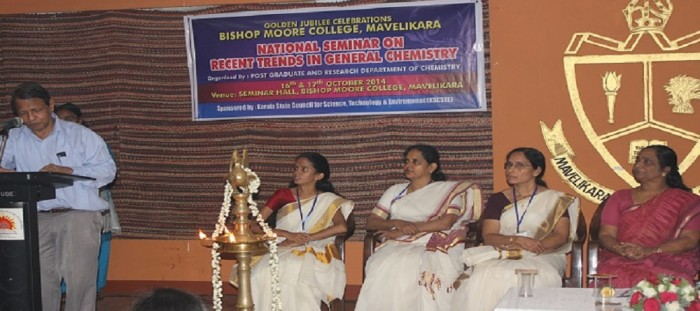 GOLDEN JUBILEE CELEBRATIONS
BISHOP MOORE COLLEGE, MAVELIKARA
NATIONAL SEMINAR ON
RECENT TRENDS IN GENERAL CHEMISTRY
Organised by : POST GRADUATE AND RESEARCH DEPARTMENT OF CHEMISTRY
16th & 17th OCTOBER 2014
VENUE: SEMINAR HALL, BISHOP MOORE COLLEGE, MAVELIKARA
Sponsored by : Kerala State Council for Science, Technology & Environment (KSCSTE)
MAVELIKARA